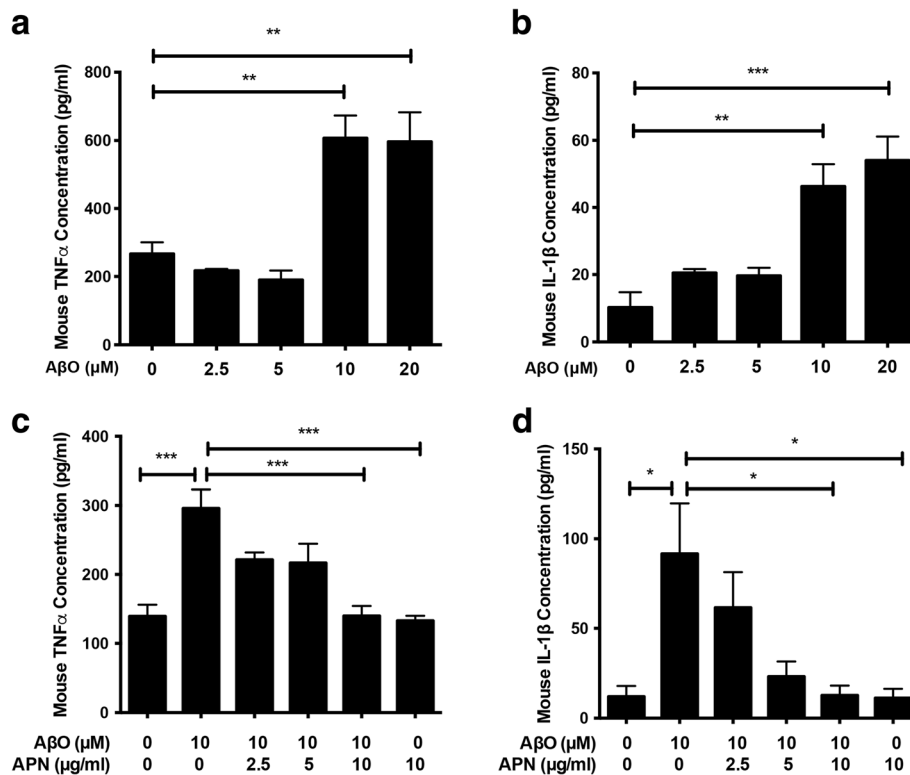 a
**
**
Mouse TNFα Concentration (pg/ml)
800
600
400
200
0
AβO (μM) 0 2.5 5 10 20
b
***
**
Mouse IL-1β Concentration (pg/ml)
80
60
40
20
0
AβO (μM) 0 2.5 5 10 20
c
***
***
***
Mouse TNFα Concentration (pg/ml)
400
300
200
100
0
AβO (μM) 0 10 10 10 10 0
APN (μg/ml) 0 0 2.5 5 10 10
d
*
*
*
Mouse IL-1β Concentration (pg/ml)
150
100
50
0
AβO (μM) 0 10 10 10 10 0
APN (μg/ml) 0 0 2.5 5 10 10